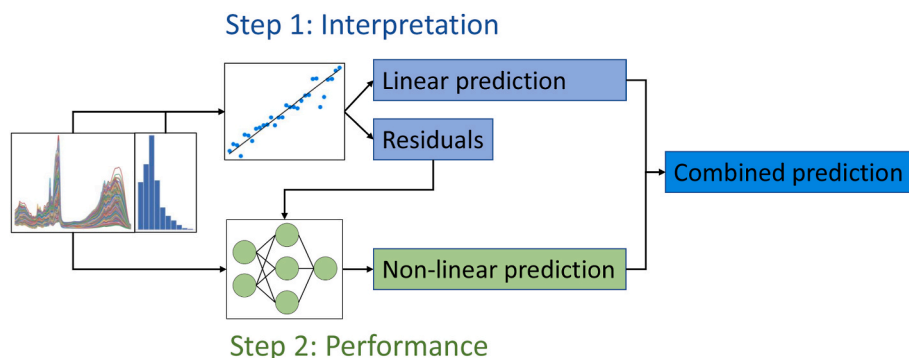 Step 1: Interpretation
Linear prediction
Residuals
Combined prediction
Non-linear prediction
Step 2: Performance